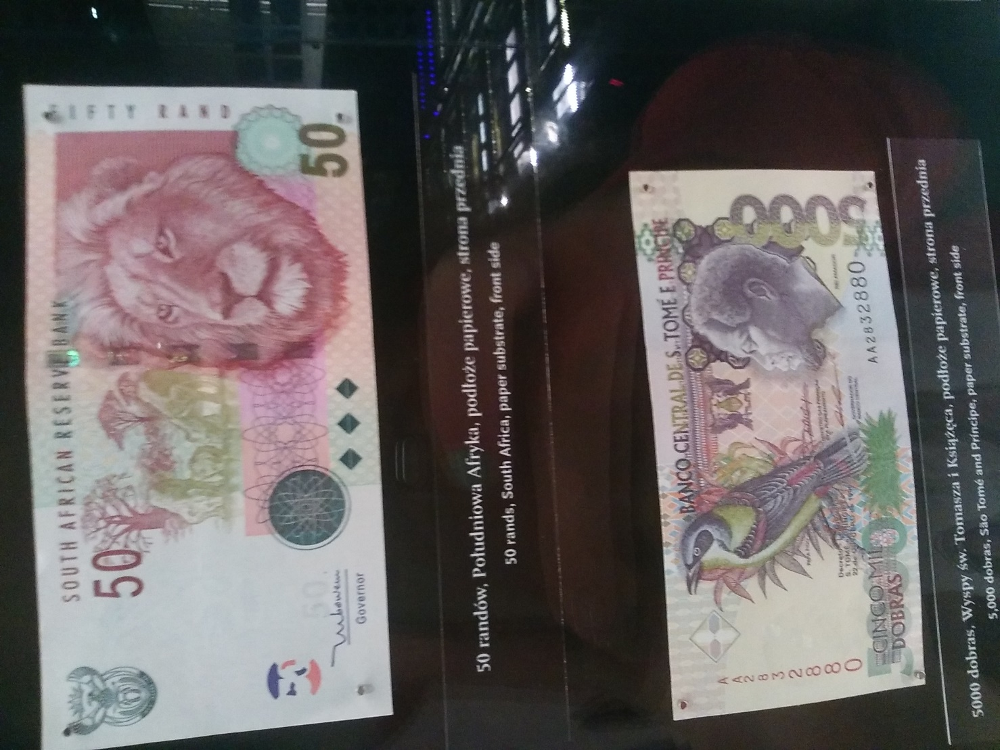 FIFTY RAND
50
SOUTH AFRICAN RESERVE BANK
50
Governor
50 randów, Południowa Afryka, podłoże papierowe, strona przednia
50 rands, South Africa, paper substrate, front side
BANCO CENTRAL DE S. TOMÉ E PRÍNCIPE
5000
AA2832880
AA2832880
CINCO MIL
DOBRAS
5000 dobras, Wyspy św. Tomasza i Książęca, podłoże papierowe, strona przednia
5,000 dobras, São Tomé and Príncipe, paper substrate, front side